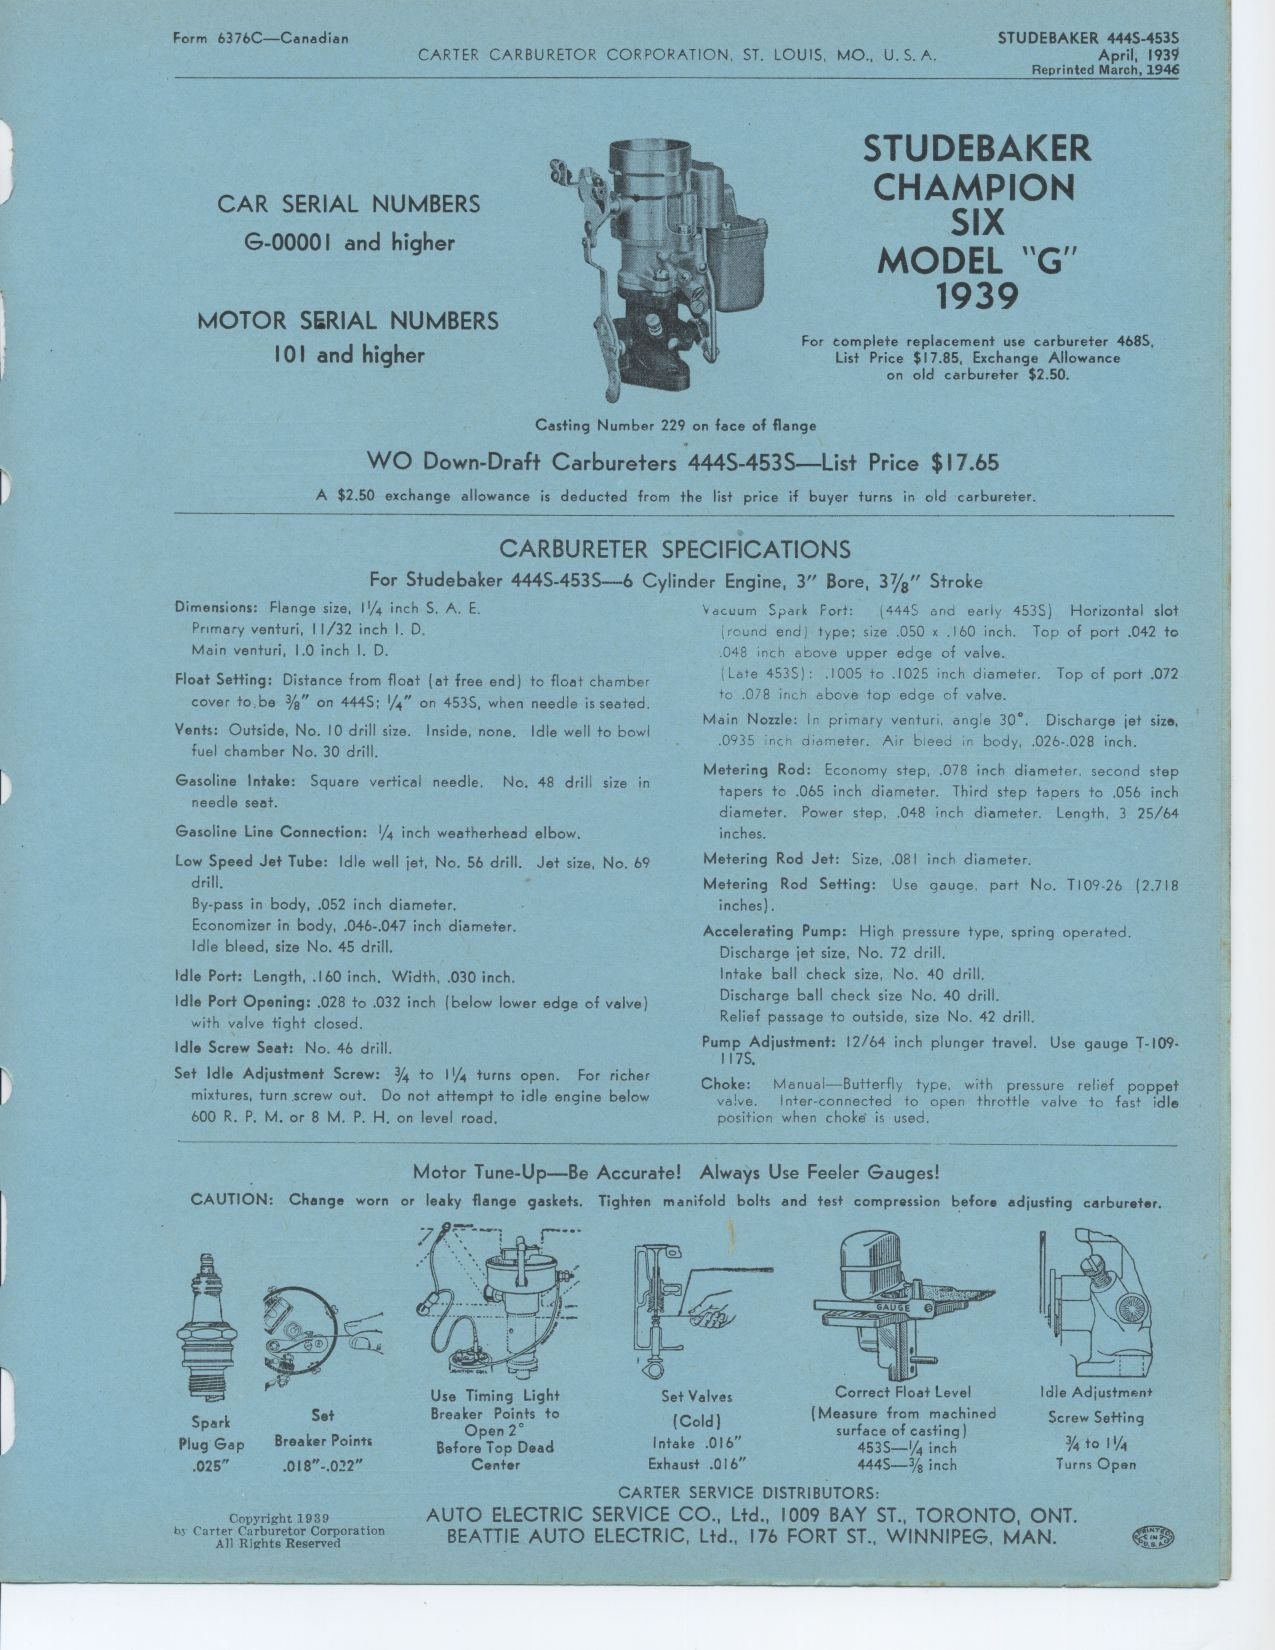 Form 6376C—Canadian
CARTER CARBURETOR CORPORATION, ST. LOUIS, MO., U. S. A.
STUDEBAKER 444S-453S
April, 1939
Reprinted March, 1946
CAR SERIAL NUMBERS
G-00001 and higher
MOTOR SERIAL NUMBERS
101 and higher
STUDEBAKER
CHAMPION
SIX
MODEL "G"
1939
For complete replacement use carbureter 468S,
List Price $17.85, Exchange Allowance
on old carbureter $2.50.
Casting Number 229 on face of flange
WO Down-Draft Carbureters 444S-453S—List Price $17.65
A $2.50 exchange allowance is deducted from the list price if buyer turns in old carbureter.
CARBURETER SPECIFICATIONS
For Studebaker 444S-453S—6 Cylinder Engine, 3" Bore, 3⅞" Stroke
Dimensions: Flange size, 1¼ inch S. A. E.
Primary venturi, 11/32 inch I. D.
Main venturi, 1.0 inch I. D.
Float Setting: Distance from float (at free end) to float chamber
cover to be ⅜" on 444S; ¼" on 453S, when needle is seated.
Vents: Outside, No. 10 drill size. Inside, none. Idle well to bowl
fuel chamber No. 30 drill.
Gasoline Intake: Square vertical needle. No. 48 drill size in
needle seat.
Gasoline Line Connection: ¼ inch weatherhead elbow.
Low Speed Jet Tube: Idle well jet, No. 56 drill. Jet size, No. 69
drill.
By-pass in body, .052 inch diameter.
Economizer in body, .046-.047 inch diameter.
Idle bleed, size No. 45 drill.
Idle Port: Length, .160 inch. Width, .030 inch.
Idle Port Opening: .028 to .032 inch (below lower edge of valve)
with valve tight closed.
Idle Screw Seat: No. 46 drill.
Set Idle Adjustment Screw: ¾ to 1¼ turns open. For richer
mixtures, turn screw out. Do not attempt to idle engine below
600 R. P. M. or 8 M. P. H. on level road.
Vacuum Spark Port: (444S and early 453S) Horizontal slot
(round end) type; size .050 x .160 inch. Top of port .042 to
.048 inch above upper edge of valve.
(Late 453S): .1005 to .1025 inch diameter. Top of port .072
to .078 inch above top edge of valve.
Main Nozzle: In primary venturi, angle 30°. Discharge jet size,
.0935 inch diameter. Air bleed in body, .026-.028 inch.
Metering Rod: Economy step, .078 inch diameter, second step
tapers to .065 inch diameter. Third step tapers to .056 inch
diameter. Power step, .048 inch diameter. Length, 3 25/64
inches.
Metering Rod Jet: Size, .081 inch diameter.
Metering Rod Setting: Use gauge, part No. T109-26 (2.718
inches).
Accelerating Pump: High pressure type, spring operated.
Discharge jet size, No. 72 drill.
Intake ball check size, No. 40 drill.
Discharge ball check size No. 40 drill.
Relief passage to outside, size No. 42 drill.
Pump Adjustment: 12/64 inch plunger travel. Use gauge T-109-
117S.
Choke: Manual—Butterfly type, with pressure relief poppet
valve. Inter-connected to open throttle valve to fast idle
position when choke is used.
Motor Tune-Up—Be Accurate! Always Use Feeler Gauges!
CAUTION: Change worn or leaky flange gaskets. Tighten manifold bolts and test compression before adjusting carbureter.
GAUGE
Spark
Plug Gap
.025"
Set
Breaker Points
.018"-.022"
Use Timing Light
Breaker Points to
Open 2°
Before Top Dead
Center
Set Valves
(Cold)
Intake .016"
Exhaust .016"
Correct Float Level
(Measure from machined
surface of casting)
453S—¼ inch
444S—⅜ inch
Idle Adjustment
Screw Setting
¾ to 1¼
Turns Open
CARTER SERVICE DISTRIBUTORS:
AUTO ELECTRIC SERVICE CO., Ltd., 1009 BAY ST., TORONTO, ONT.
BEATTIE AUTO ELECTRIC, Ltd., 176 FORT ST., WINNIPEG, MAN.
Copyright 1939
by Carter Carburetor Corporation
All Rights Reserved
PRINTED
IN
U.S.A.